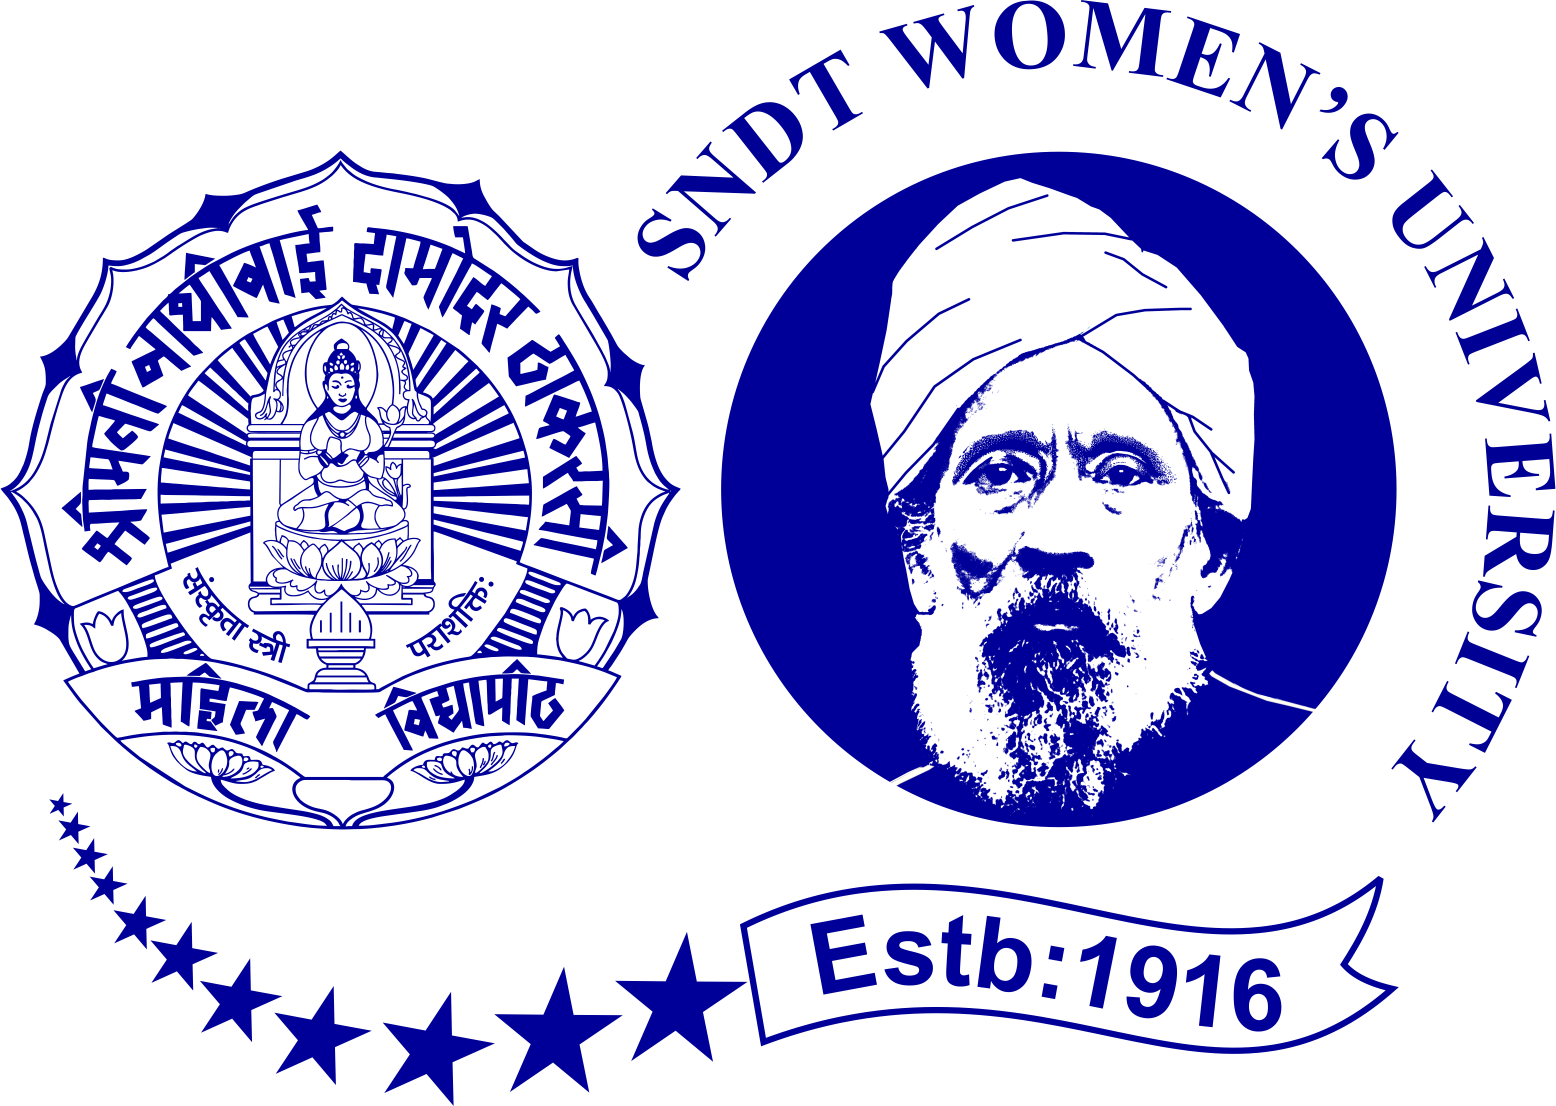 श्रीमती नाथीबाई दामोदर ठाकरसी
संस्कृता स्त्री पराशक्ति:
महिला विद्यापीठ
SNDT WOMEN’S UNIVERSITY
Estb:1916